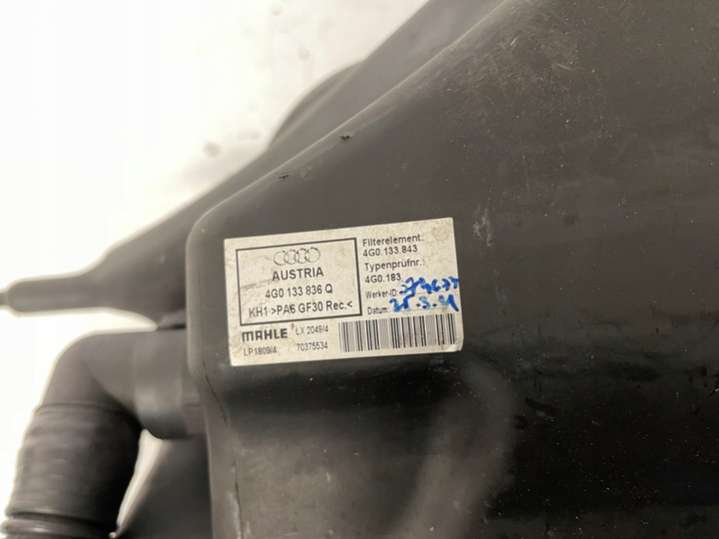 AUSTRIA
4G0 133 836 Q
KH1 >PA6 GF30 Rec.<
MAHLE LX 2049/4
LP1809/4 70375534
Filterelement:
4G0.133.843
Typenprüfnr.:
4G0.183
Werker-ID:
Datum: